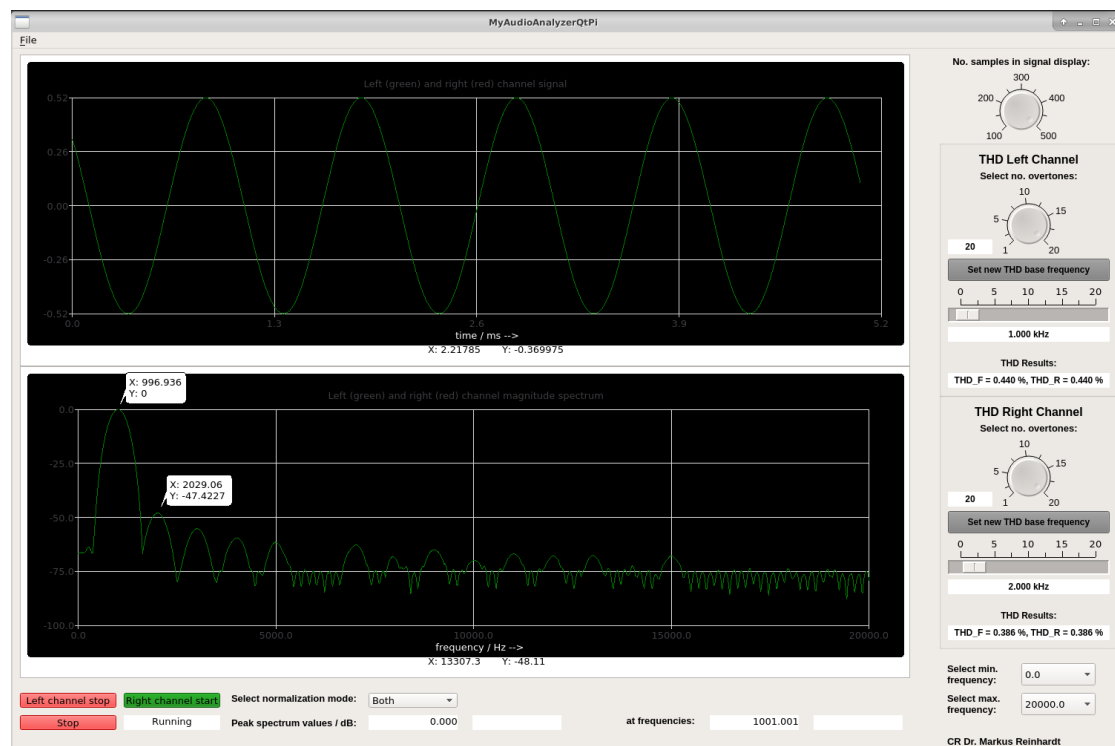 MyAudioAnalyzerQtPi
File
Left (green) and right (red) channel signal
0.52
0.26
0.00
-0.26
-0.52
0.0 1.3 2.6 3.9 5.2
time / ms -->
X: 2.21785 Y: -0.369975
X: 996.936
Y: 0
Left (green) and right (red) channel magnitude spectrum
X: 2029.06
Y: -47.4227
0.0
-25.0
-50.0
-75.0
-100.0
0.0 5000.0 10000.0 15000.0 20000.0
frequency / Hz -->
X: 13307.3 Y: -48.11
Left channel stop Right channel start Select normalization mode: Both
Stop Running Peak spectrum values / dB: 0.000 at frequencies: 1001.001
No. samples in signal display:
300
200 400
100 500
THD Left Channel
Select no. overtones:
10
5 15
20 1 20
Set new THD base frequency
0 5 10 15 20
1.000 kHz
THD Results:
THD_F = 0.440 %, THD_R = 0.440 %
THD Right Channel
Select no. overtones:
10
5 15
20 1 20
Set new THD base frequency
0 5 10 15 20
2.000 kHz
THD Results:
THD_F = 0.386 %, THD_R = 0.386 %
Select min.
frequency: 0.0
Select max.
frequency: 20000.0
CR Dr. Markus Reinhardt